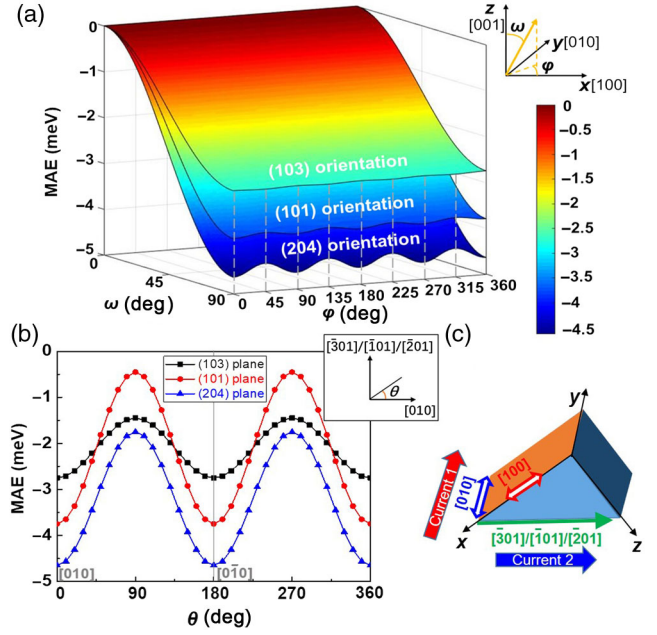 (a)
0
−1
−2
−3
−4
−5
MAE (meV)
(103) orientation
(101) orientation
(204) orientation
0
45
90
ω (deg)
0
45
90
135
180
225
270
315
360
φ (deg)
z
[001]
ω
y[010]
φ
x[100]
0
−0.5
−1
−1.5
−2
−2.5
−3
−3.5
−4
−4.5
(b)
0
−1
−2
−3
−4
−5
MAE (meV)
(103) plane
(101) plane
(204) plane
[3̄01]/[1̄01]/[2̄01]
θ
[010]
[010]
[01̄0]
0
90
180
270
360
θ (deg)
(c)
y
Current 1
[010]
[100]
x
z
[3̄01]/[1̄01]/[2̄01]
Current 2